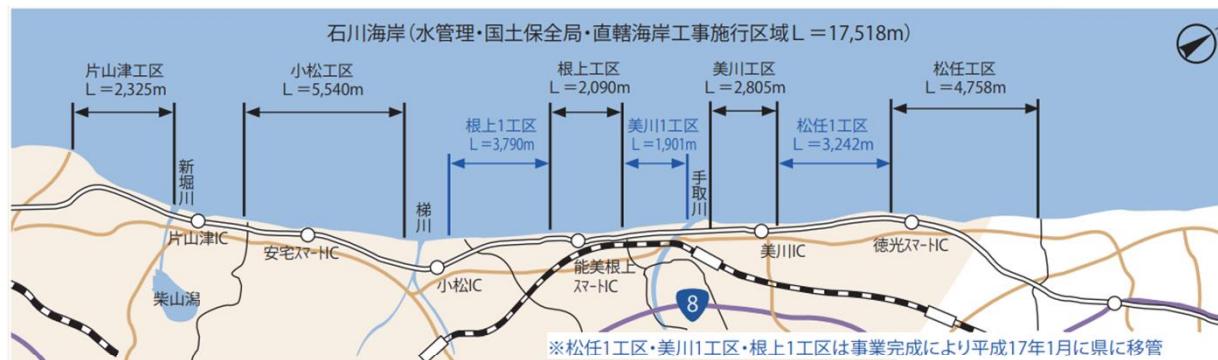 石川海岸(水管理・国土保全局・直轄海岸工事施行区域L=17,518m)
片山津工区
L=2,325m
小松工区
L=5,540m
根上工区
L=2,090m
美川工区
L=2,805m
松任工区
L=4,758m
根上1工区
L=3,790m
美川1工区
L=1,901m
松任1工区
L=3,242m
新堀川
梯川
手取川
片山津IC
安宅スマートIC
小松IC
能美根上
スマートIC
美川IC
徳光スマートIC
柴山潟
8
※松任1工区・美川1工区・根上1工区は事業完成により平成17年1月に県に移管